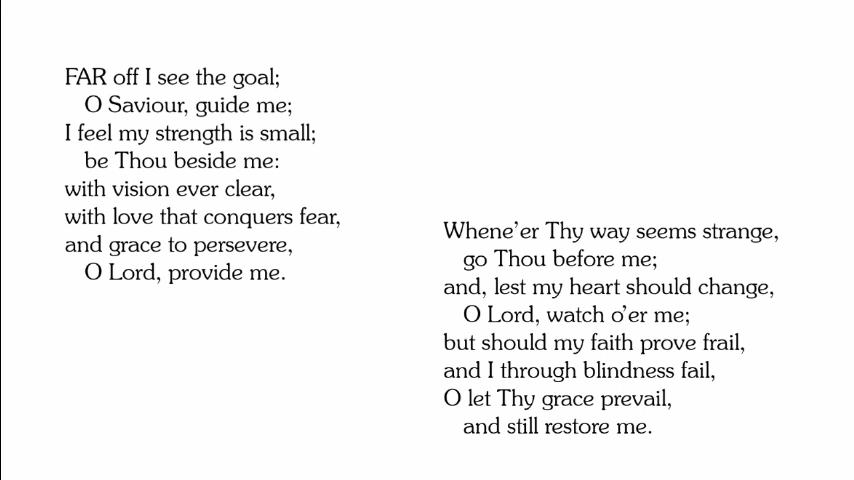 FAR off I see the goal;
O Saviour, guide me;
I feel my strength is small;
be Thou beside me:
with vision ever clear,
with love that conquers fear,
and grace to persevere,
O Lord, provide me.
Whene’er Thy way seems strange,
go Thou before me;
and, lest my heart should change,
O Lord, watch o’er me;
but should my faith prove frail,
and I through blindness fail,
O let Thy grace prevail,
and still restore me.